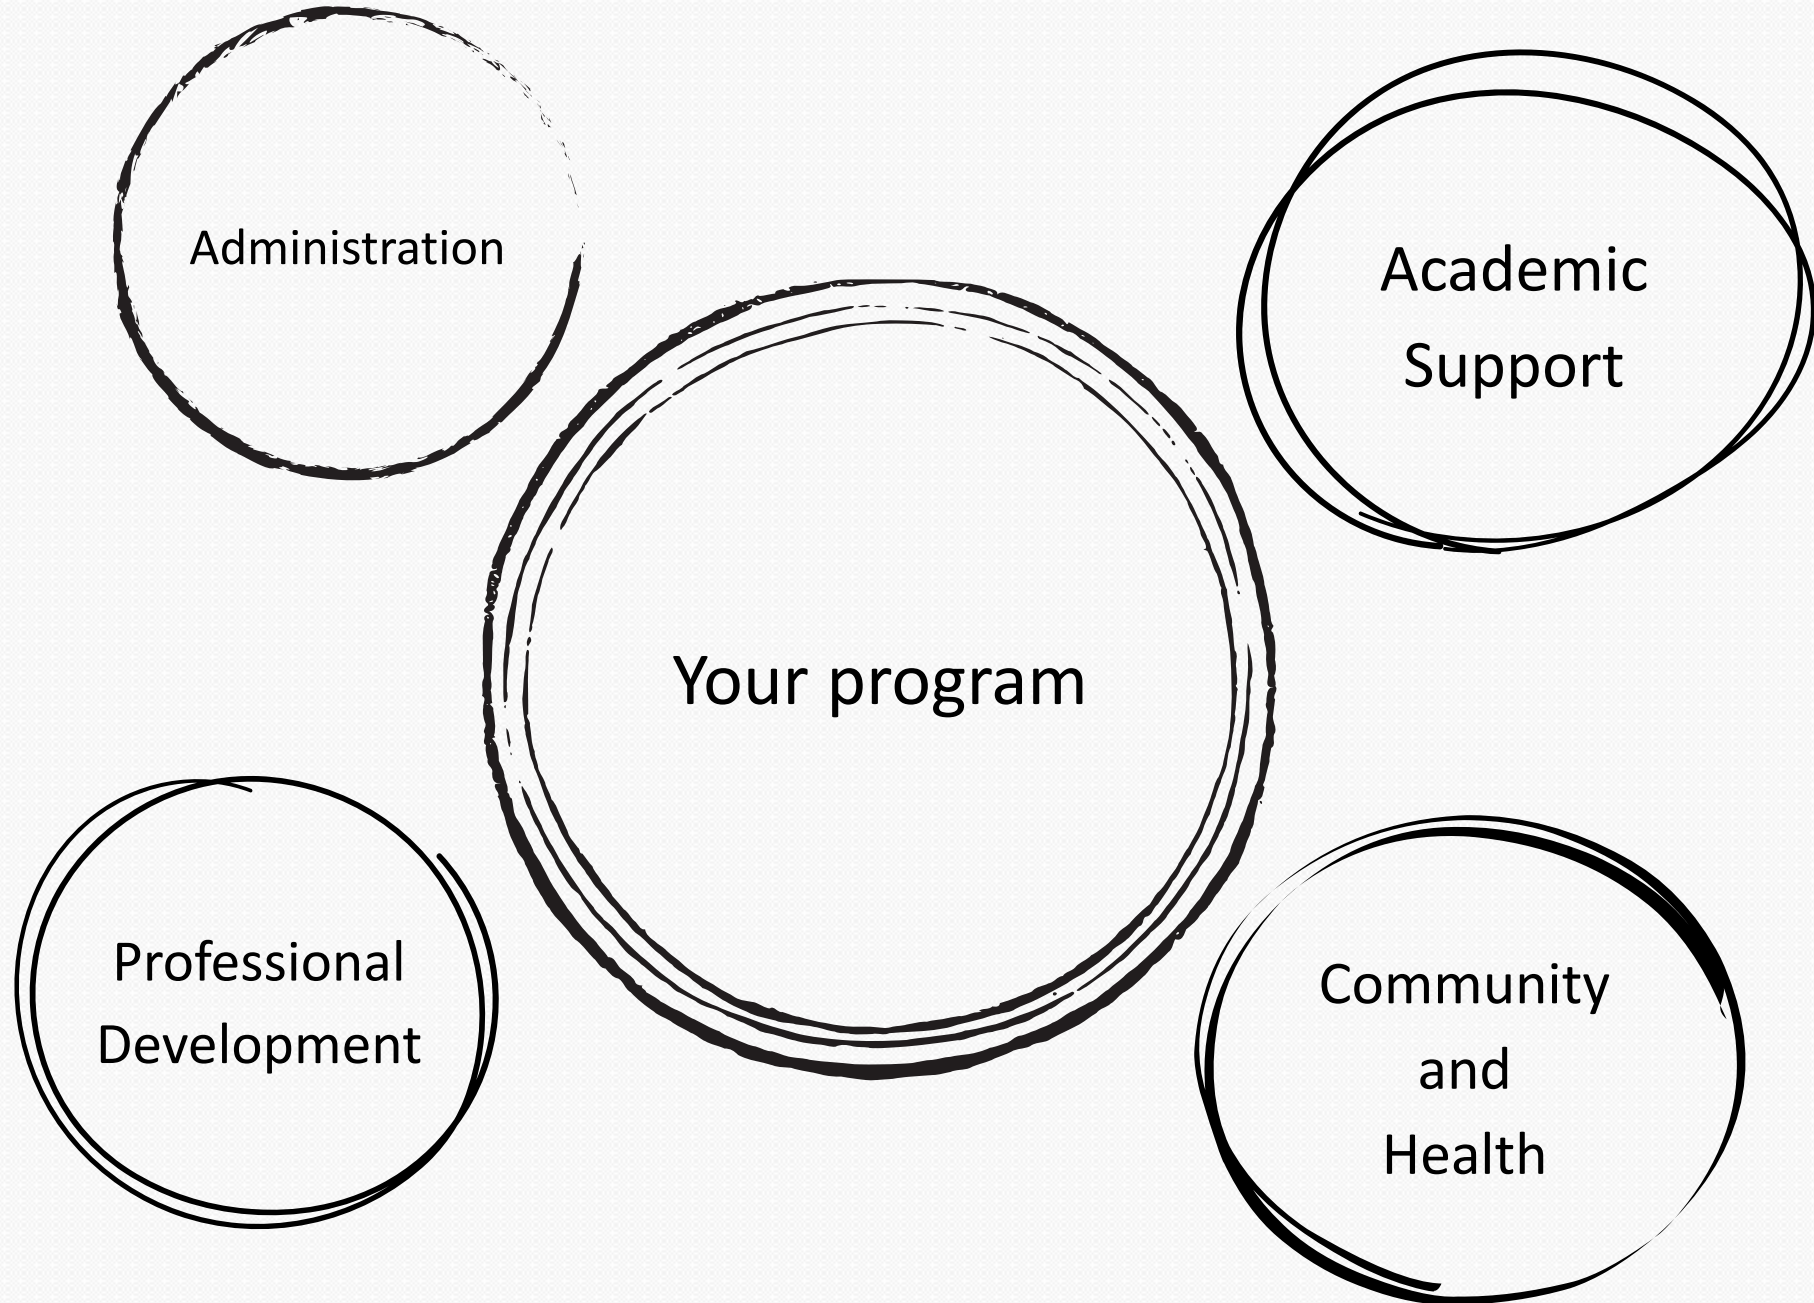 Administration
Academic
Support
Your program
Professional
Development
Community
and
Health